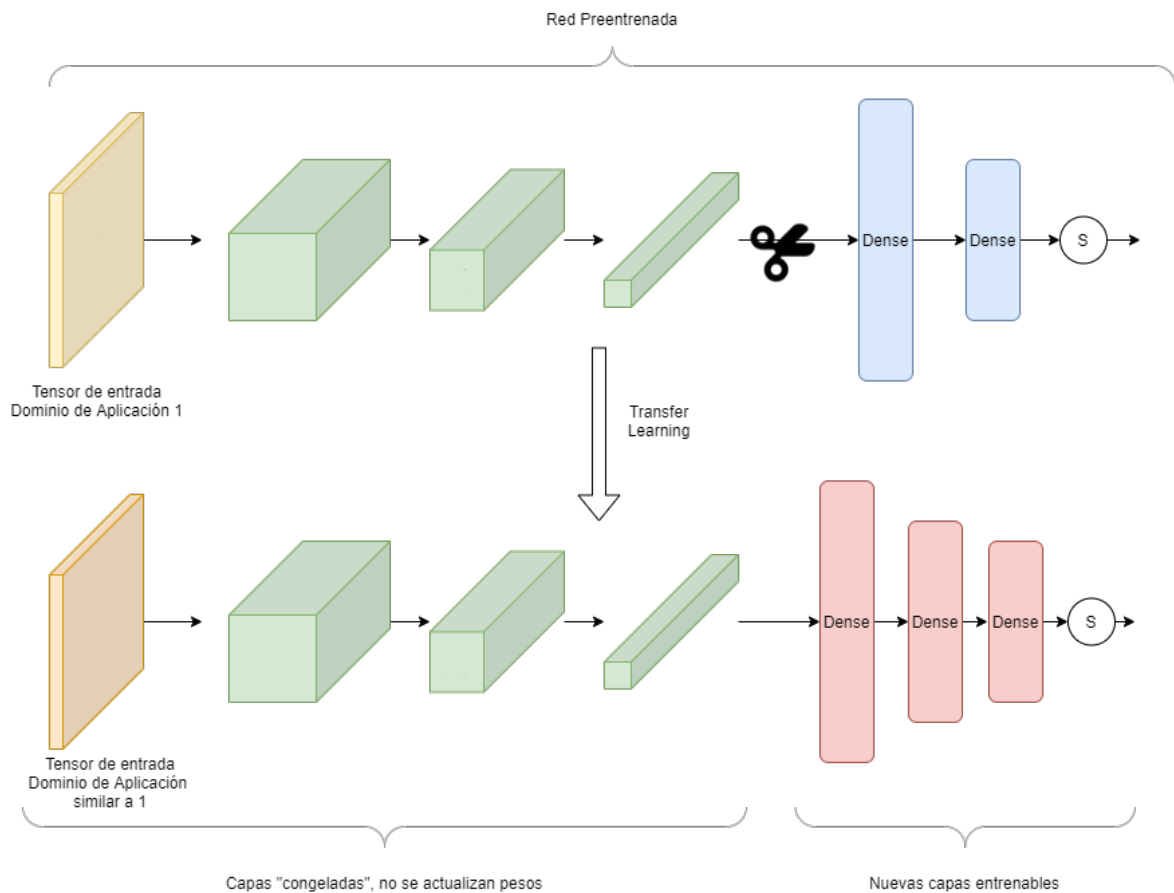 Red Preentrenada
Dense
Dense
S
Tensor de entrada
Dominio de Aplicación 1
Transfer
Learning
Dense
Dense
Dense
S
Tensor de entrada
Dominio de Aplicación
similar a 1
Capas "congeladas", no se actualizan pesos
Nuevas capas entrenables